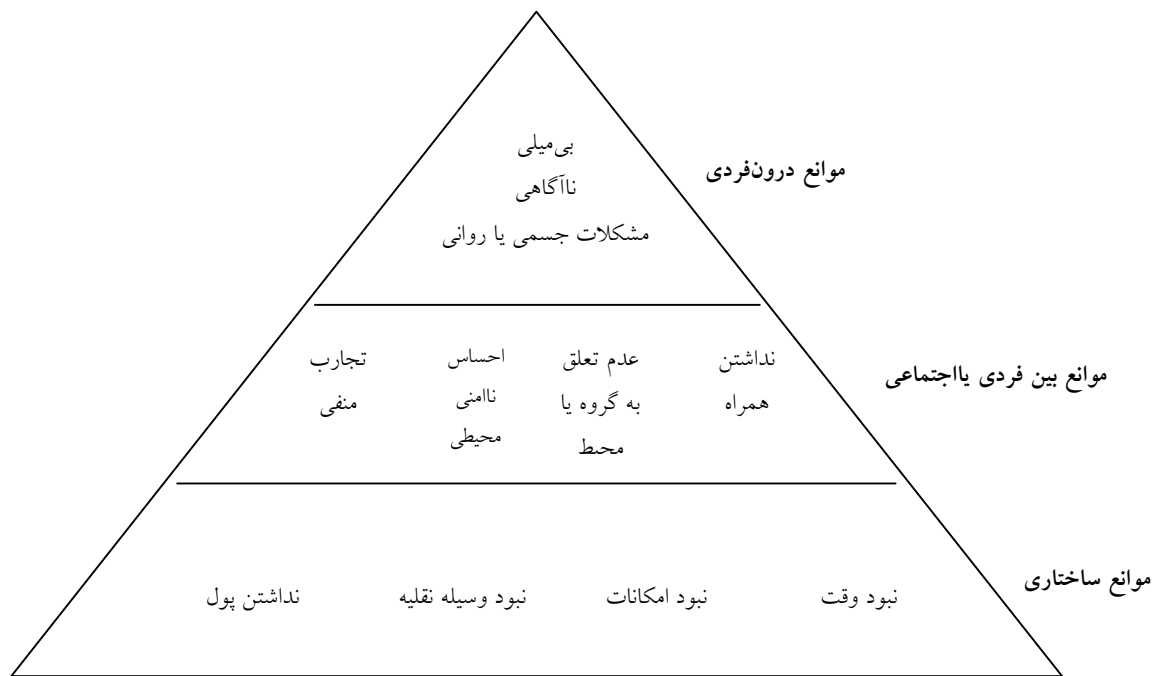 بی‌میلی
ناآگاهی
مشکلات جسمی یا روانی
موانع درون‌فردی
نداشتن
همراه
عدم تعلق
به گروه یا
محیط
احساس
ناامنی
محیطی
تجارب
منفی
موانع بین فردی یااجتماعی
نبود وقت
نبود امکانات
نبود وسیله نقلیه
نداشتن پول
موانع ساختاری